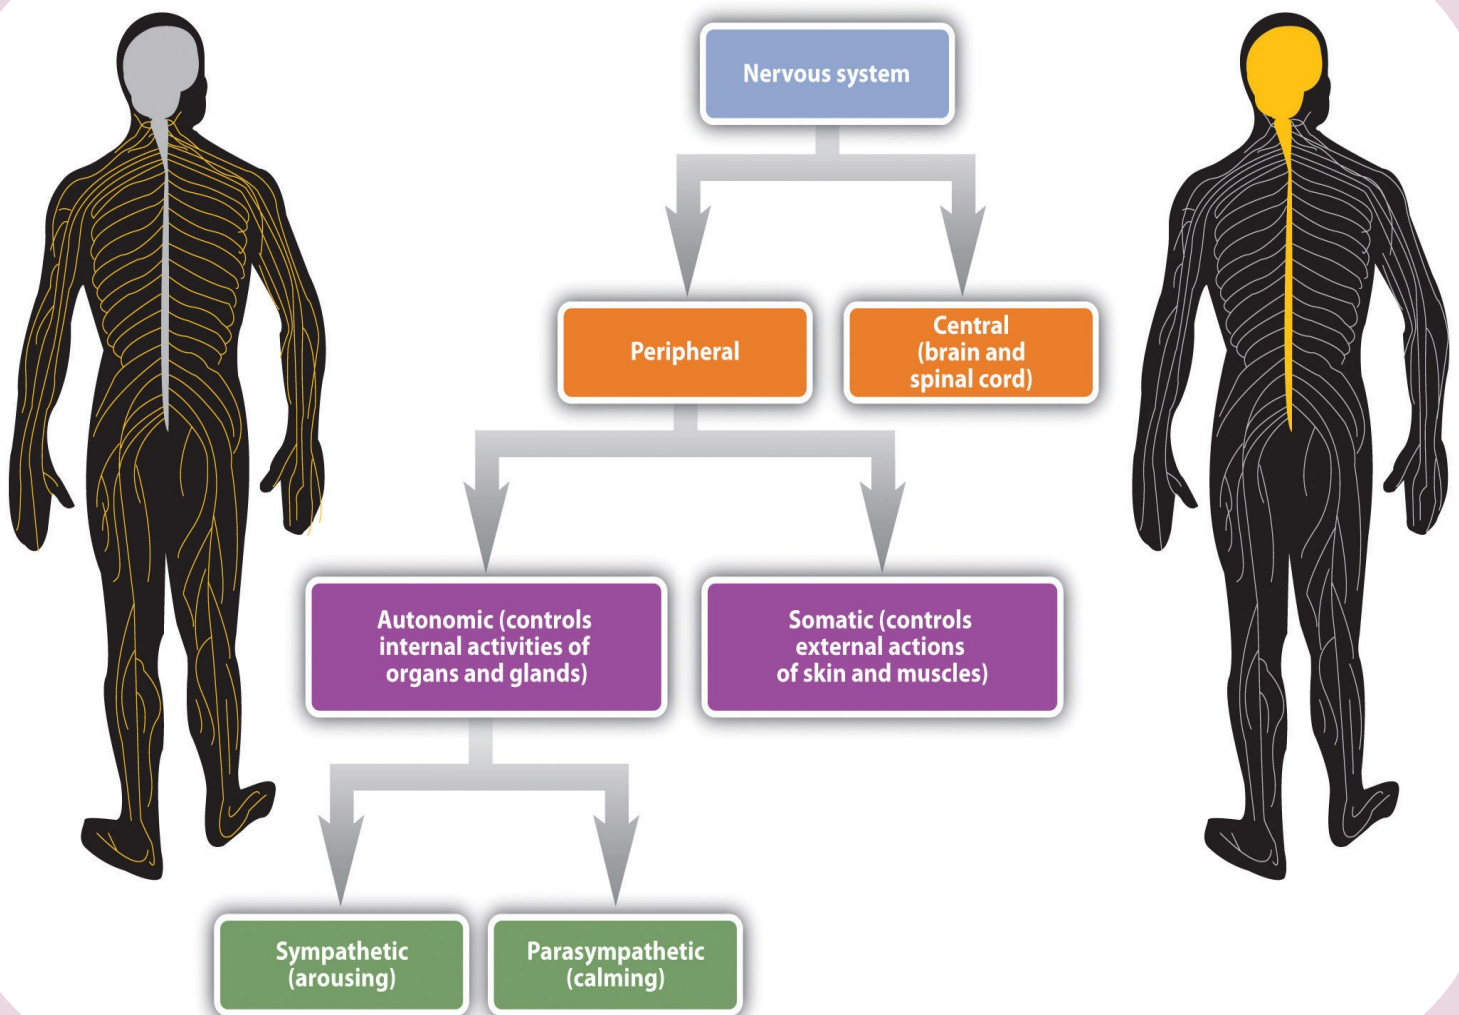 Nervous system
Peripheral
Central
(brain and
spinal cord)
Autonomic (controls
internal activities of
organs and glands)
Somatic (controls
external actions
of skin and muscles)
Sympathetic
(arousing)
Parasympathetic
(calming)